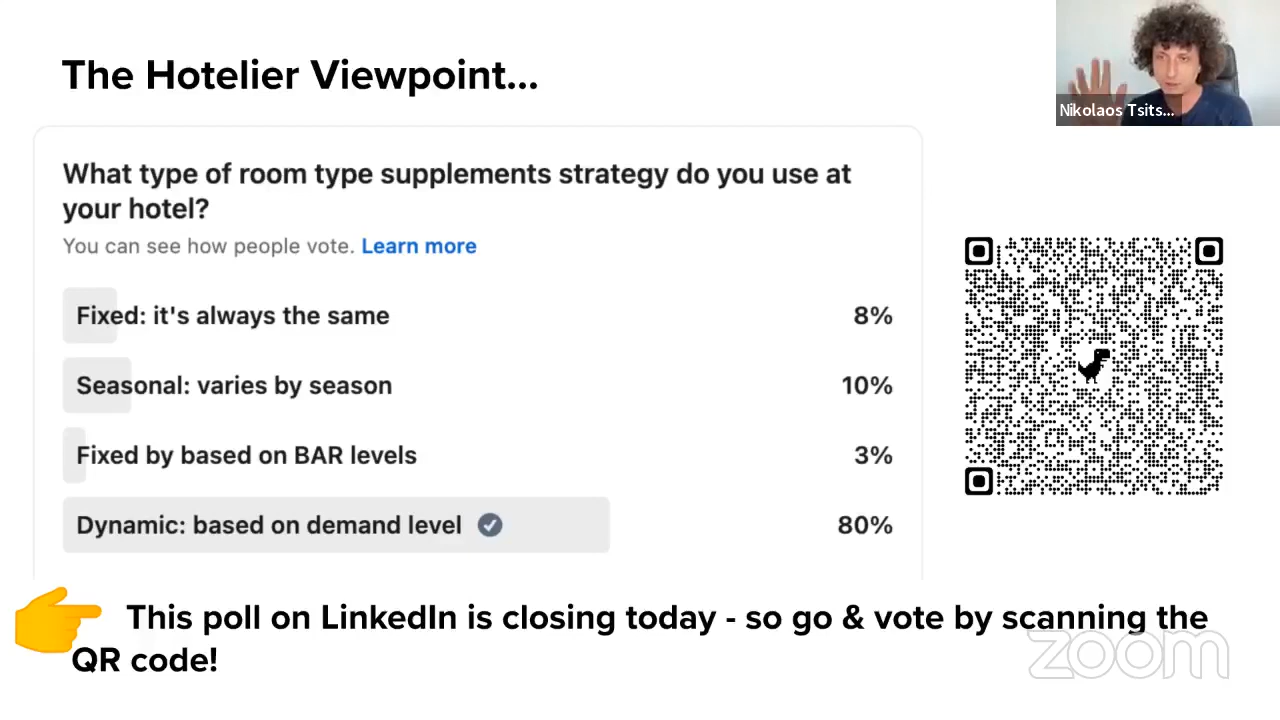 The Hotelier Viewpoint...
Nikolaos Tsits...
What type of room type supplements strategy do you use at
your hotel?
You can see how people vote. Learn more
Fixed: it's always the same 8%
Seasonal: varies by season 10%
Fixed by based on BAR levels 3%
Dynamic: based on demand level 80%
This poll on LinkedIn is closing today - so go & vote by scanning the
QR code!
zoom